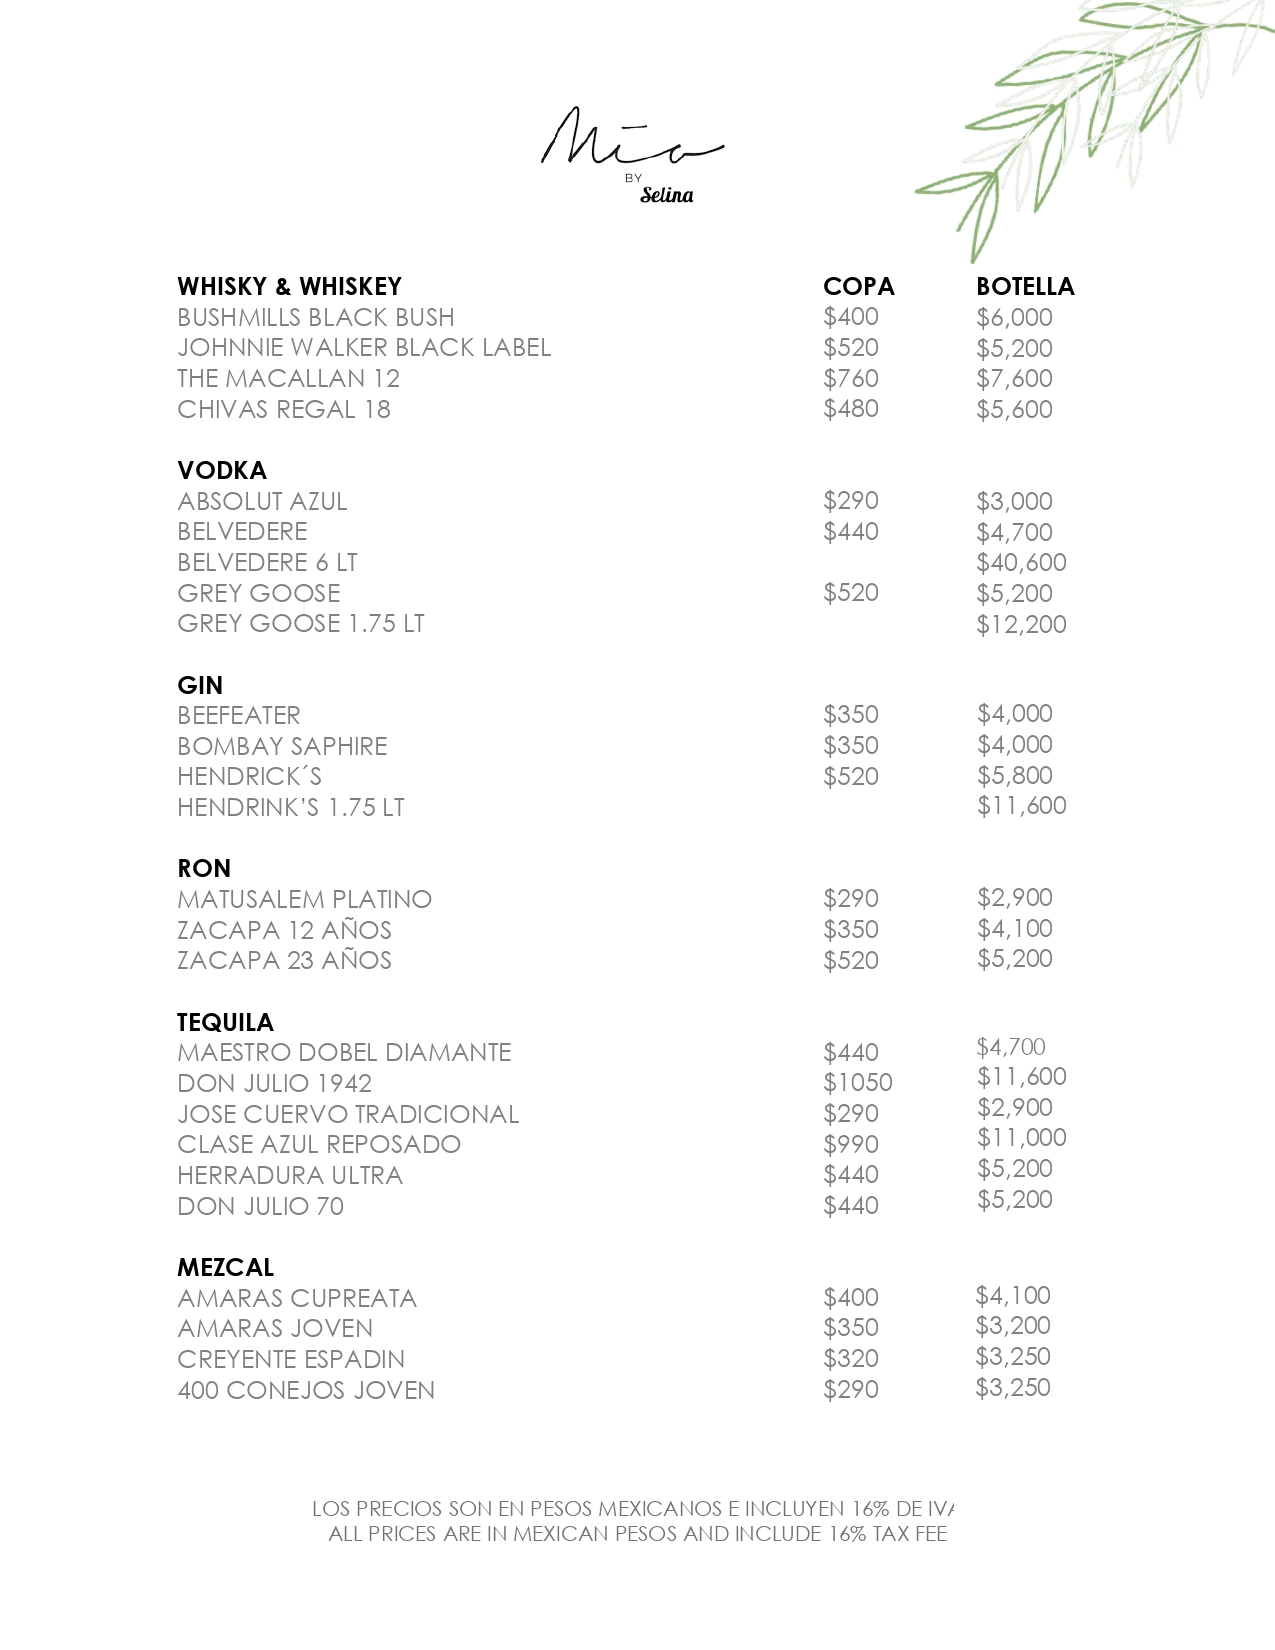 Mía
BY
Selina
WHISKY & WHISKEY COPA BOTELLA
BUSHMILLS BLACK BUSH $400 $6,000
JOHNNIE WALKER BLACK LABEL $520 $5,200
THE MACALLAN 12 $760 $7,600
CHIVAS REGAL 18 $480 $5,600
VODKA
ABSOLUT AZUL $290 $3,000
BELVEDERE $440 $4,700
BELVEDERE 6 LT $40,600
GREY GOOSE $520 $5,200
GREY GOOSE 1.75 LT $12,200
GIN
BEEFEATER $350 $4,000
BOMBAY SAPHIRE $350 $4,000
HENDRICK´S $520 $5,800
HENDRINK’S 1.75 LT $11,600
RON
MATUSALEM PLATINO $290 $2,900
ZACAPA 12 AÑOS $350 $4,100
ZACAPA 23 AÑOS $520 $5,200
TEQUILA
MAESTRO DOBEL DIAMANTE $440 $4,700
DON JULIO 1942 $1050 $11,600
JOSE CUERVO TRADICIONAL $290 $2,900
CLASE AZUL REPOSADO $990 $11,000
HERRADURA ULTRA $440 $5,200
DON JULIO 70 $440 $5,200
MEZCAL
AMARAS CUPREATA $400 $4,100
AMARAS JOVEN $350 $3,200
CREYENTE ESPADIN $320 $3,250
400 CONEJOS JOVEN $290 $3,250
LOS PRECIOS SON EN PESOS MEXICANOS E INCLUYEN 16% DE IVA
ALL PRICES ARE IN MEXICAN PESOS AND INCLUDE 16% TAX FEE